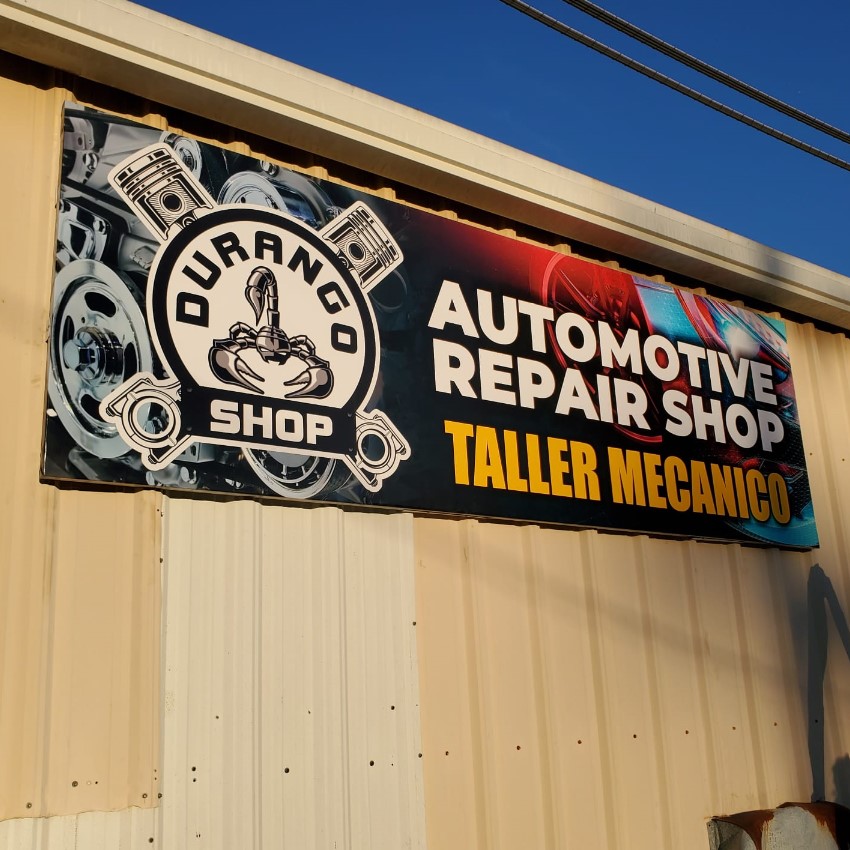 DURANGO
SHOP
AUTOMOTIVE
REPAIR SHOP
TALLER MECANICO